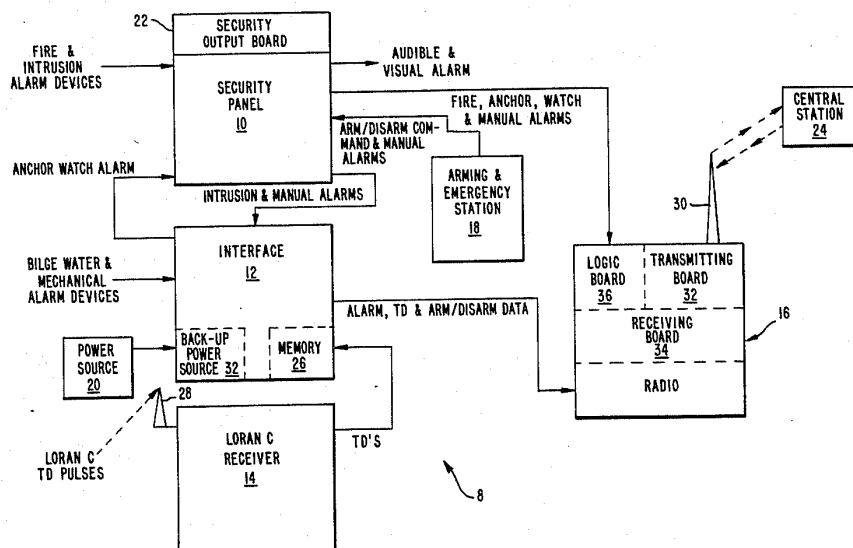 22
SECURITY
OUTPUT BOARD
FIRE &
INTRUSION
ALARM DEVICES
AUDIBLE &
VISUAL ALARM
SECURITY
PANEL
10
FIRE, ANCHOR, WATCH
& MANUAL ALARMS
CENTRAL
STATION
24
ARM/DISARM COM-
MAND & MANUAL
ALARMS
ANCHOR WATCH ALARM
INTRUSION & MANUAL ALARMS
ARMING &
EMERGENCY
STATION
18
30
INTERFACE
12
LOGIC
BOARD
36
TRANSMITTING
BOARD
32
BILGE WATER &
MECHANICAL
ALARM DEVICES
ALARM, TD & ARM/DISARM DATA
RECEIVING
BOARD
34
16
POWER
SOURCE
20
BACK-UP
POWER
SOURCE 32
MEMORY
26
RADIO
28
LORAN C
TD PULSES
LORAN C
RECEIVER
14
TD'S
8